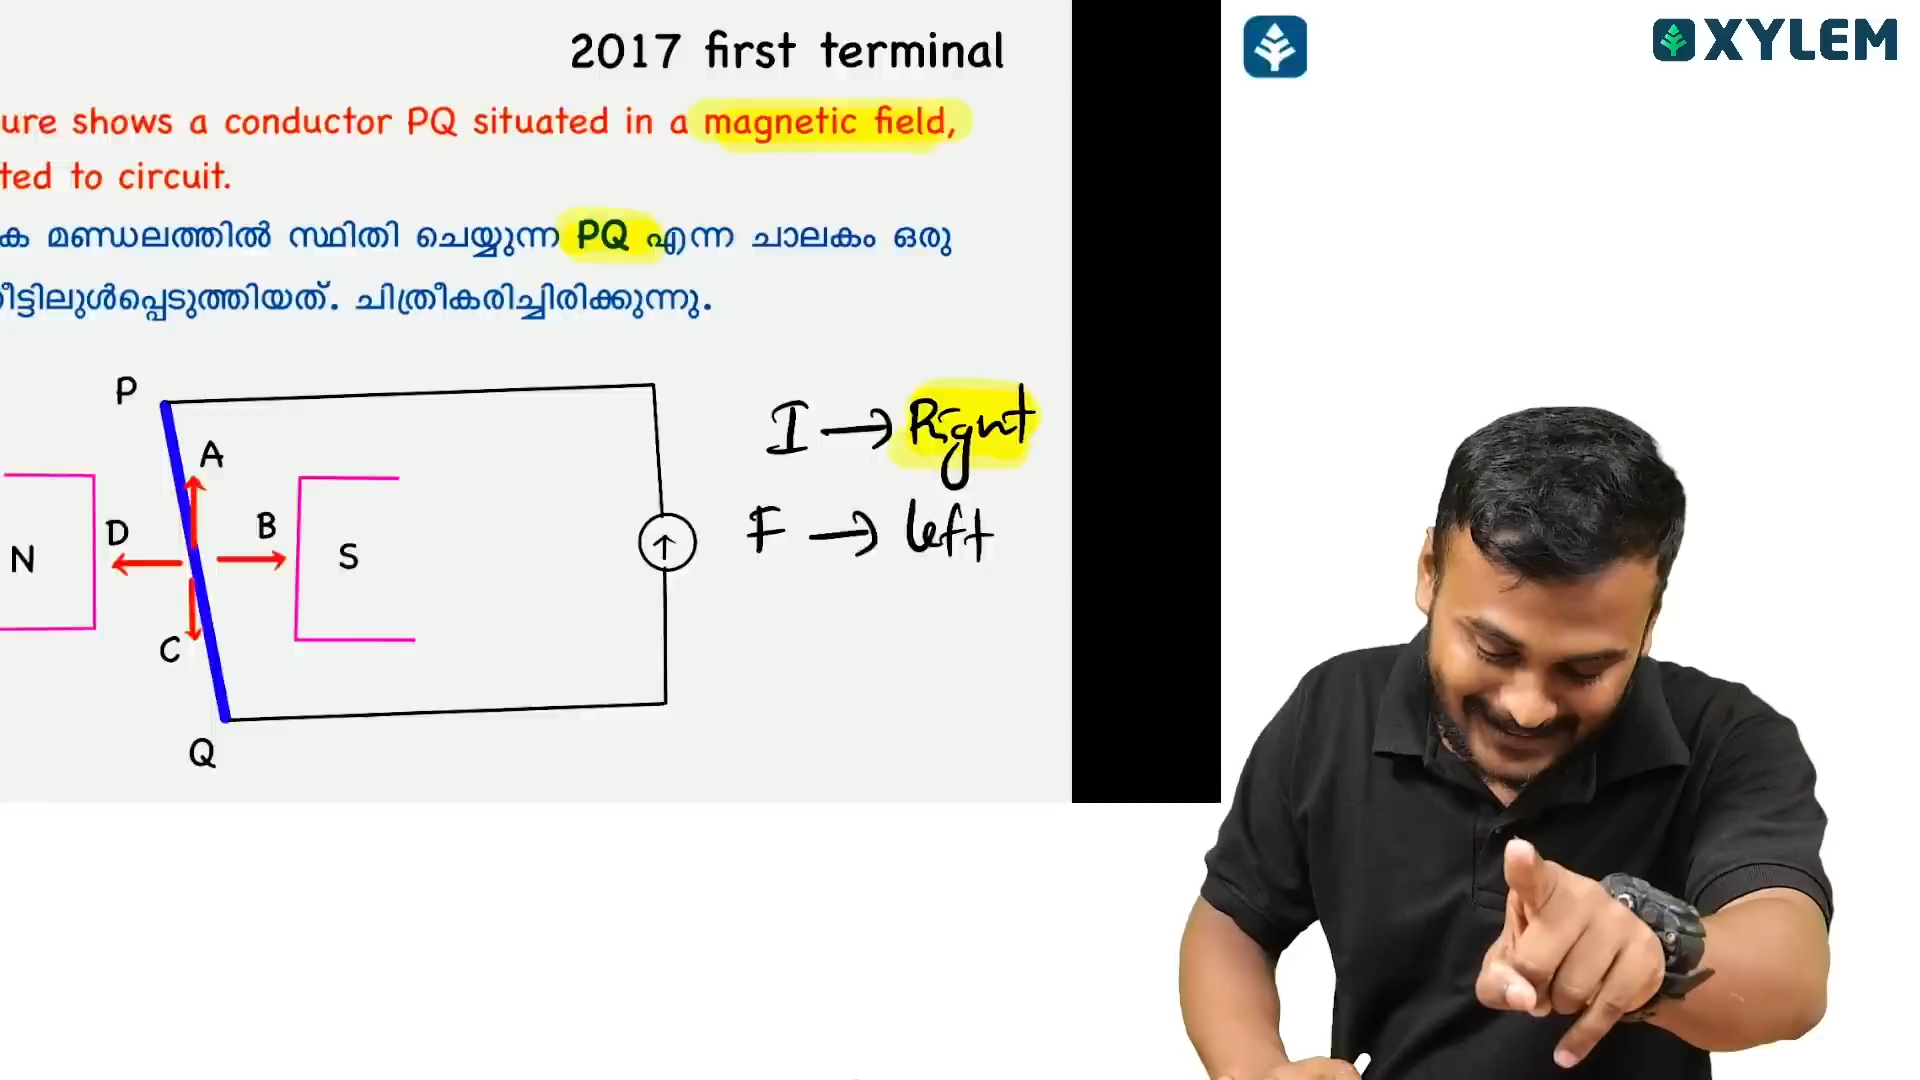 2017 first terminal
XYLEM
ure shows a conductor PQ situated in a magnetic field,
ted to circuit.
ക മണ്ഡലത്തിൽ സ്ഥിതി ചെയ്യുന്ന PQ എന്ന ചാലകം ഒരു
ീട്ടിലുൾപ്പെടുത്തിയത്. ചിത്രീകരിച്ചിരിക്കുന്നു.
P
A
I → Right
D
B
N
S
F → left
C
Q